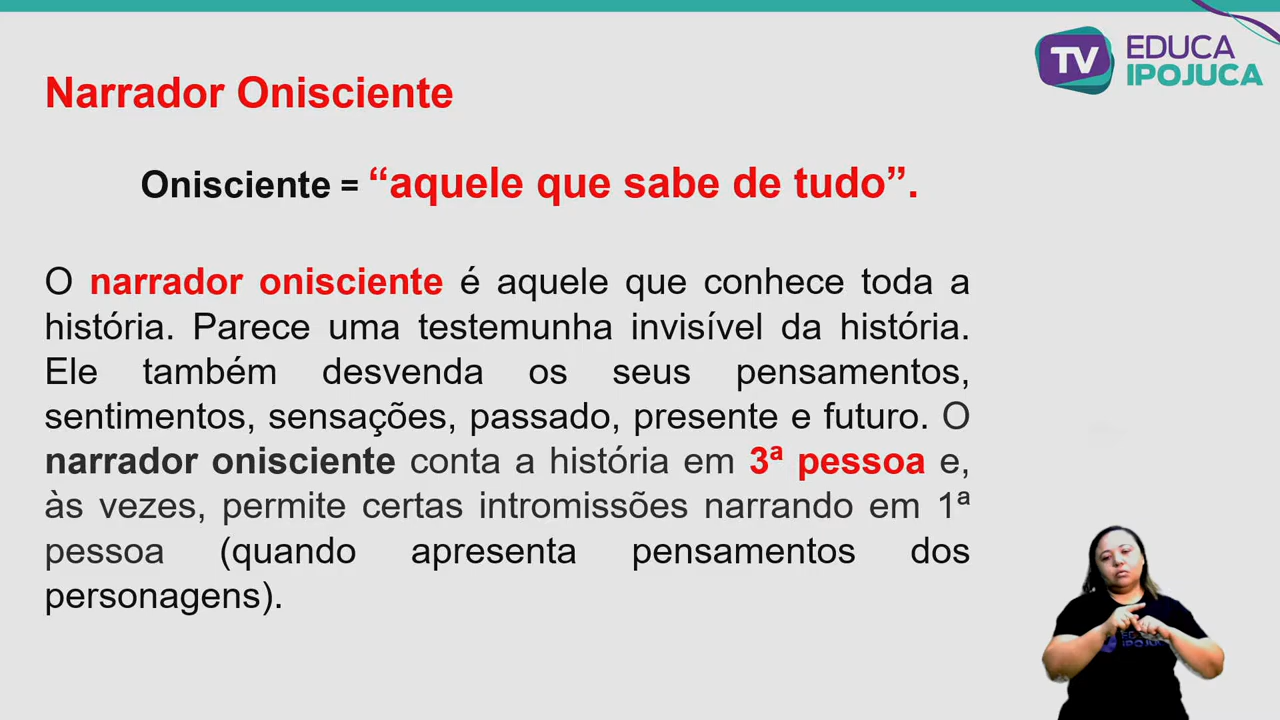 TV EDUCA
IPOJUCA
Narrador Onisciente
Onisciente = “aquele que sabe de tudo”.
O narrador onisciente é aquele que conhece toda a
história. Parece uma testemunha invisível da história.
Ele também desvenda os seus pensamentos,
sentimentos, sensações, passado, presente e futuro. O
narrador onisciente conta a história em 3ª pessoa e,
às vezes, permite certas intromissões narrando em 1ª
pessoa (quando apresenta pensamentos dos
personagens).